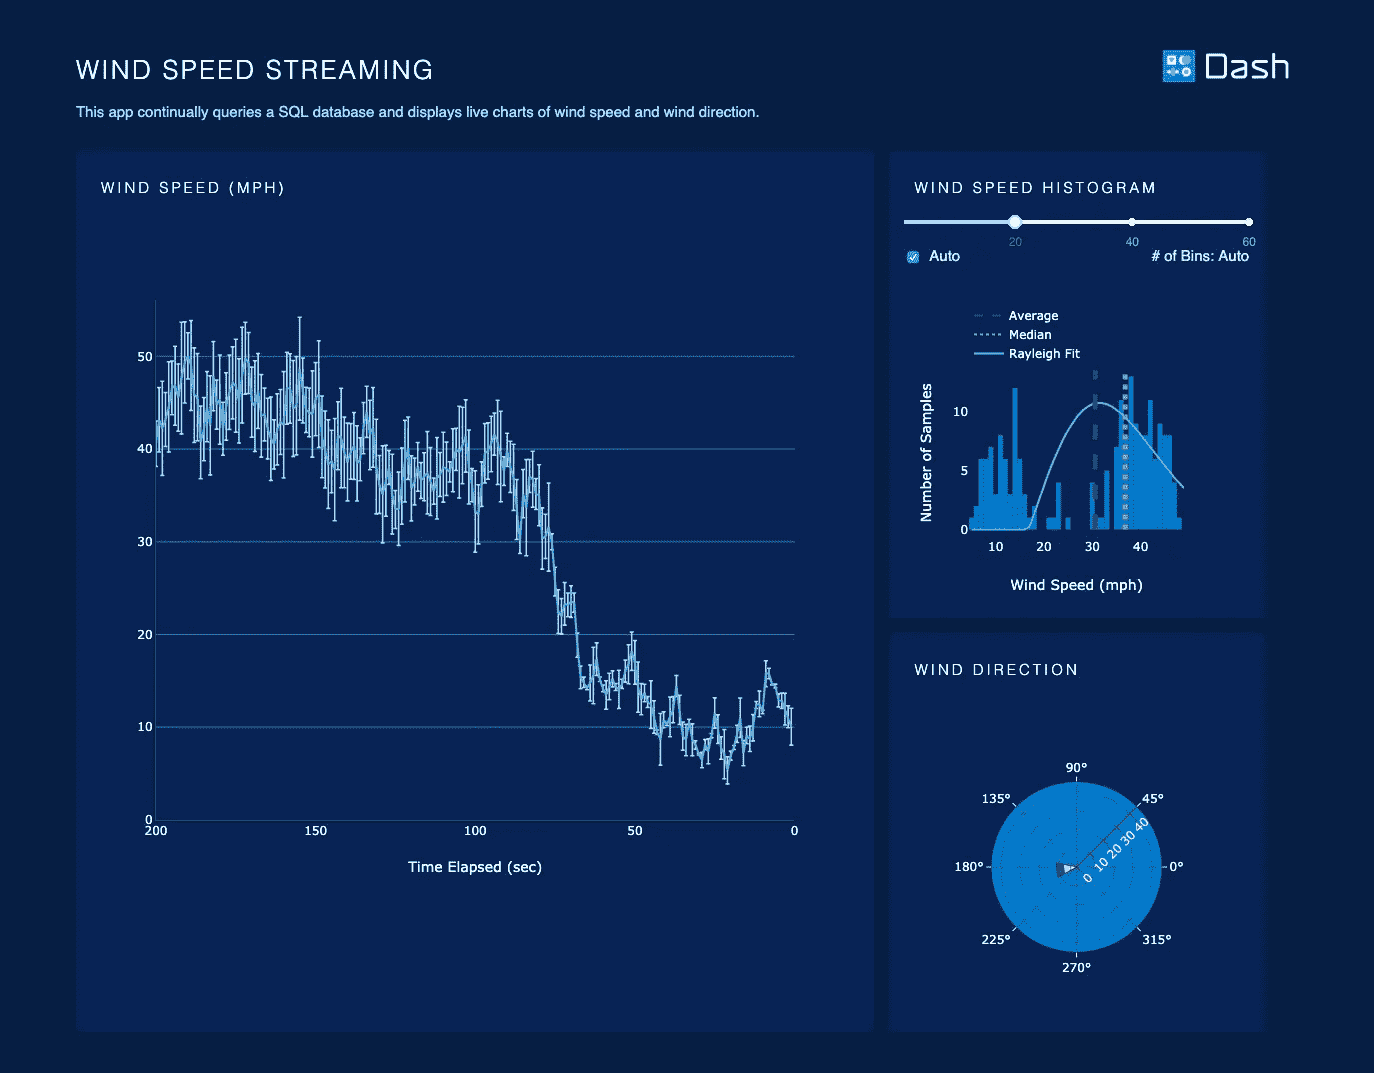 WIND SPEED STREAMING
Dash
This app continually queries a SQL database and displays live charts of wind speed and wind direction.
WIND SPEED (MPH)
50
40
30
20
10
0
200 150 100 50 0
Time Elapsed (sec)
WIND SPEED HISTOGRAM
20 40 60
Auto # of Bins: Auto
Average
Median
Rayleigh Fit
Number of Samples
10
5
0
10 20 30 40
Wind Speed (mph)
WIND DIRECTION
90°
135° 45°
0 10 20 30 40
180° 0°
225° 315°
270°